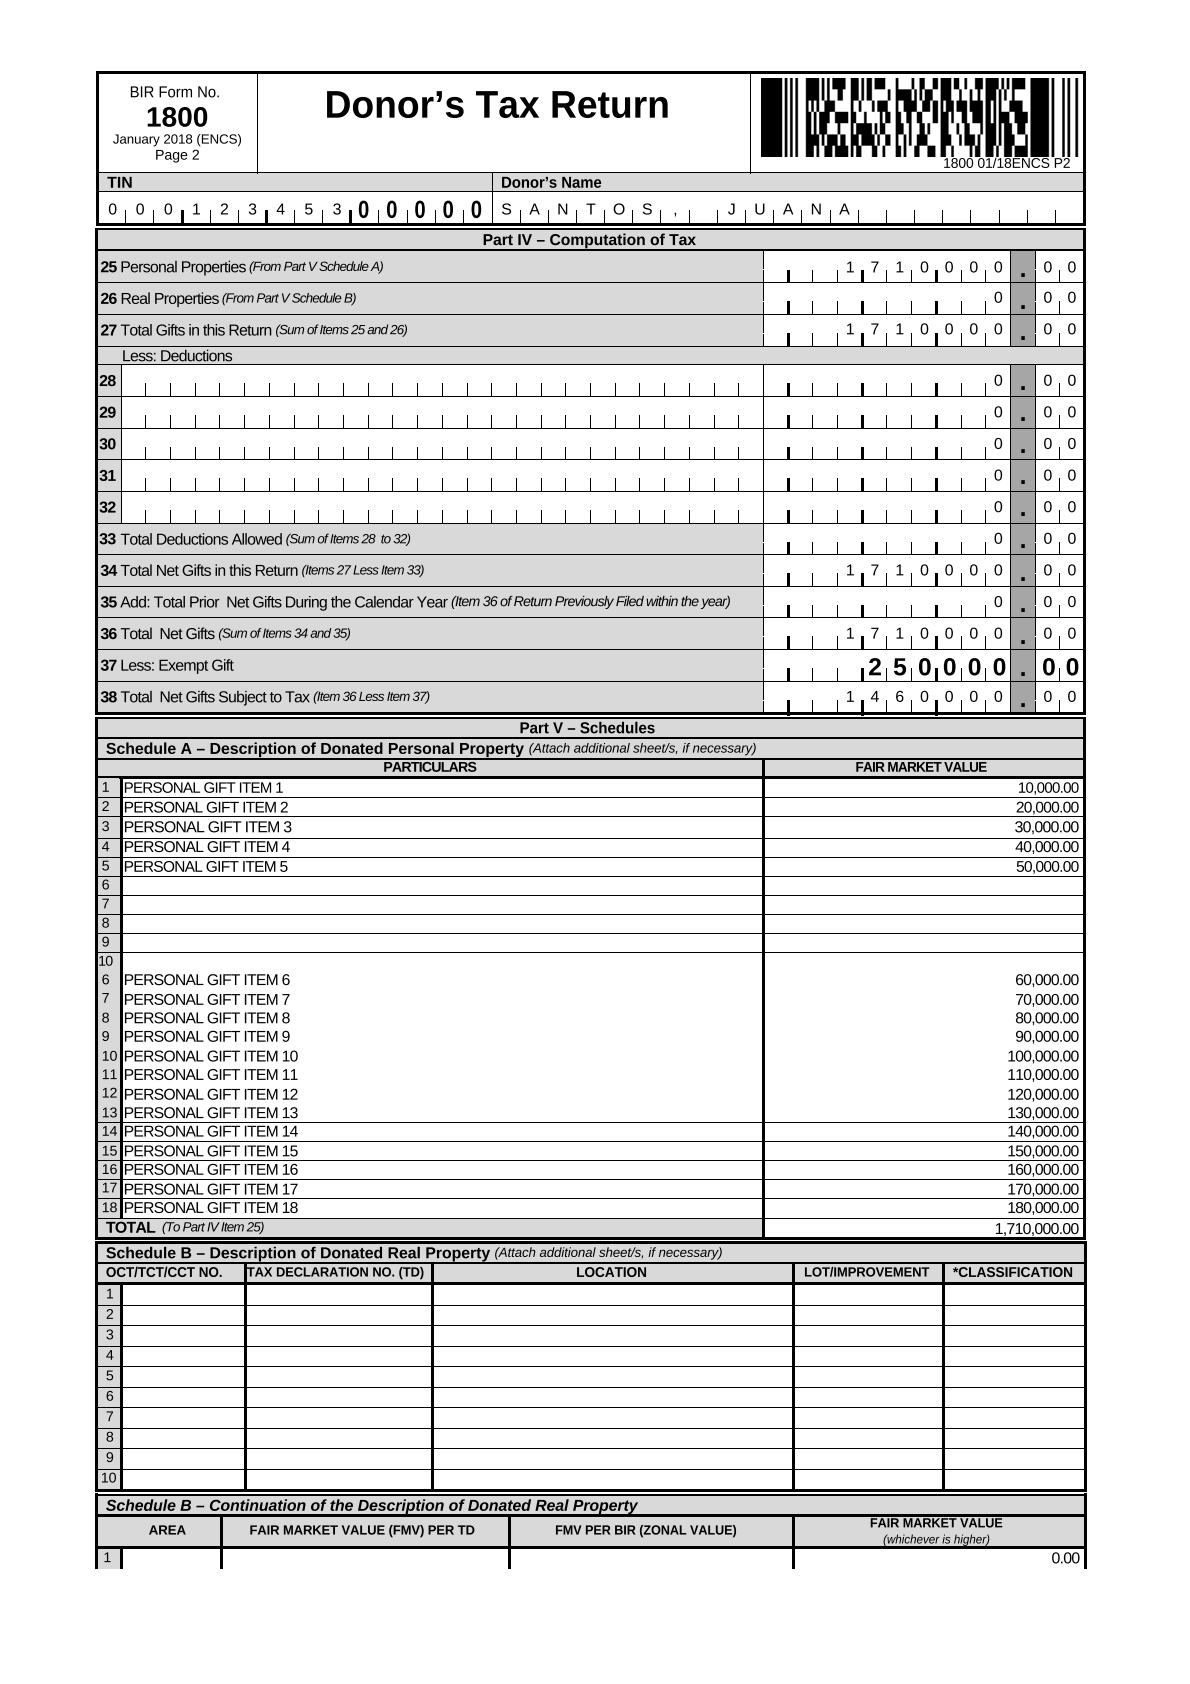 BIR Form No.
1800
January 2018 (ENCS)
Page 2
Donor’s Tax Return
1800 01/18ENCS P2
TIN
Donor’s Name
0 0 0 1 2 3 4 5 3 0 0 0 0 0
S A N T O S , J U A N A
Part IV – Computation of Tax
25 Personal Properties (From Part V Schedule A) 1 7 1 0 0 0 0 . 0 0
26 Real Properties (From Part V Schedule B) 0 . 0 0
27 Total Gifts in this Return (Sum of Items 25 and 26) 1 7 1 0 0 0 0 . 0 0
Less: Deductions
28 0 . 0 0
29 0 . 0 0
30 0 . 0 0
31 0 . 0 0
32 0 . 0 0
33 Total Deductions Allowed (Sum of Items 28 to 32) 0 . 0 0
34 Total Net Gifts in this Return (Items 27 Less Item 33) 1 7 1 0 0 0 0 . 0 0
35 Add: Total Prior Net Gifts During the Calendar Year (Item 36 of Return Previously Filed within the year) 0 . 0 0
36 Total Net Gifts (Sum of Items 34 and 35) 1 7 1 0 0 0 0 . 0 0
37 Less: Exempt Gift 2 5 0 0 0 0 . 0 0
38 Total Net Gifts Subject to Tax (Item 36 Less Item 37) 1 4 6 0 0 0 0 . 0 0
Part V – Schedules
Schedule A – Description of Donated Personal Property (Attach additional sheet/s, if necessary)
PARTICULARS FAIR MARKET VALUE
1 PERSONAL GIFT ITEM 1 10,000.00
2 PERSONAL GIFT ITEM 2 20,000.00
3 PERSONAL GIFT ITEM 3 30,000.00
4 PERSONAL GIFT ITEM 4 40,000.00
5 PERSONAL GIFT ITEM 5 50,000.00
6
7
8
9
10
6 PERSONAL GIFT ITEM 6 60,000.00
7 PERSONAL GIFT ITEM 7 70,000.00
8 PERSONAL GIFT ITEM 8 80,000.00
9 PERSONAL GIFT ITEM 9 90,000.00
10 PERSONAL GIFT ITEM 10 100,000.00
11 PERSONAL GIFT ITEM 11 110,000.00
12 PERSONAL GIFT ITEM 12 120,000.00
13 PERSONAL GIFT ITEM 13 130,000.00
14 PERSONAL GIFT ITEM 14 140,000.00
15 PERSONAL GIFT ITEM 15 150,000.00
16 PERSONAL GIFT ITEM 16 160,000.00
17 PERSONAL GIFT ITEM 17 170,000.00
18 PERSONAL GIFT ITEM 18 180,000.00
TOTAL (To Part IV Item 25) 1,710,000.00
Schedule B – Description of Donated Real Property (Attach additional sheet/s, if necessary)
OCT/TCT/CCT NO. TAX DECLARATION NO. (TD) LOCATION LOT/IMPROVEMENT *CLASSIFICATION
1
2
3
4
5
6
7
8
9
10
Schedule B – Continuation of the Description of Donated Real Property
AREA FAIR MARKET VALUE (FMV) PER TD FMV PER BIR (ZONAL VALUE) FAIR MARKET VALUE
(whichever is higher)
1 0.00